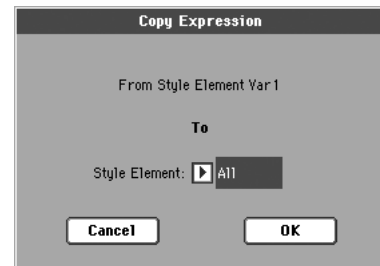 Copy Expression
From Style Element Var1
To
Style Element: All
Cancel OK